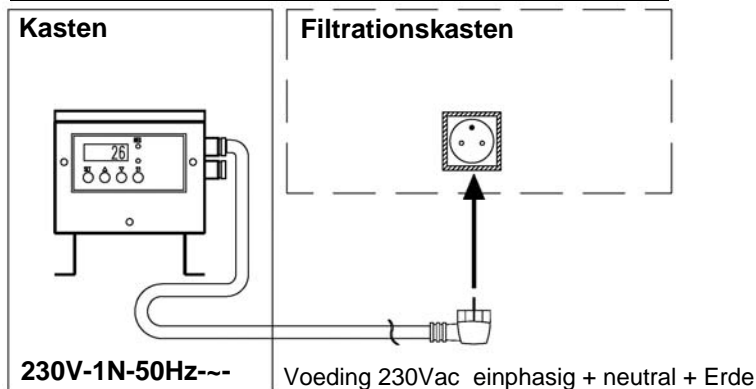 Kasten
Filtrationskasten
26
230V-1N-50Hz-~-
Voeding 230Vac einphasig + neutral + Erde